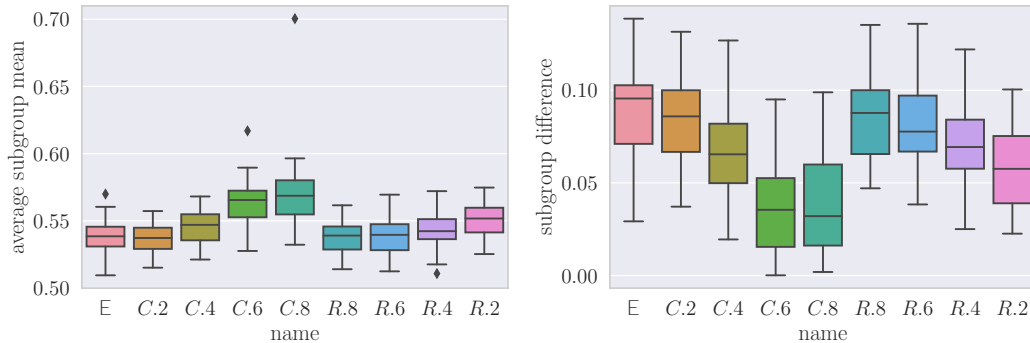 average subgroup mean
0.70
0.65
0.60
0.55
0.50
E C.2 C.4 C.6 C.8 R.8 R.6 R.4 R.2
name
subgroup difference
0.10
0.05
0.00
E C.2 C.4 C.6 C.8 R.8 R.6 R.4 R.2
name